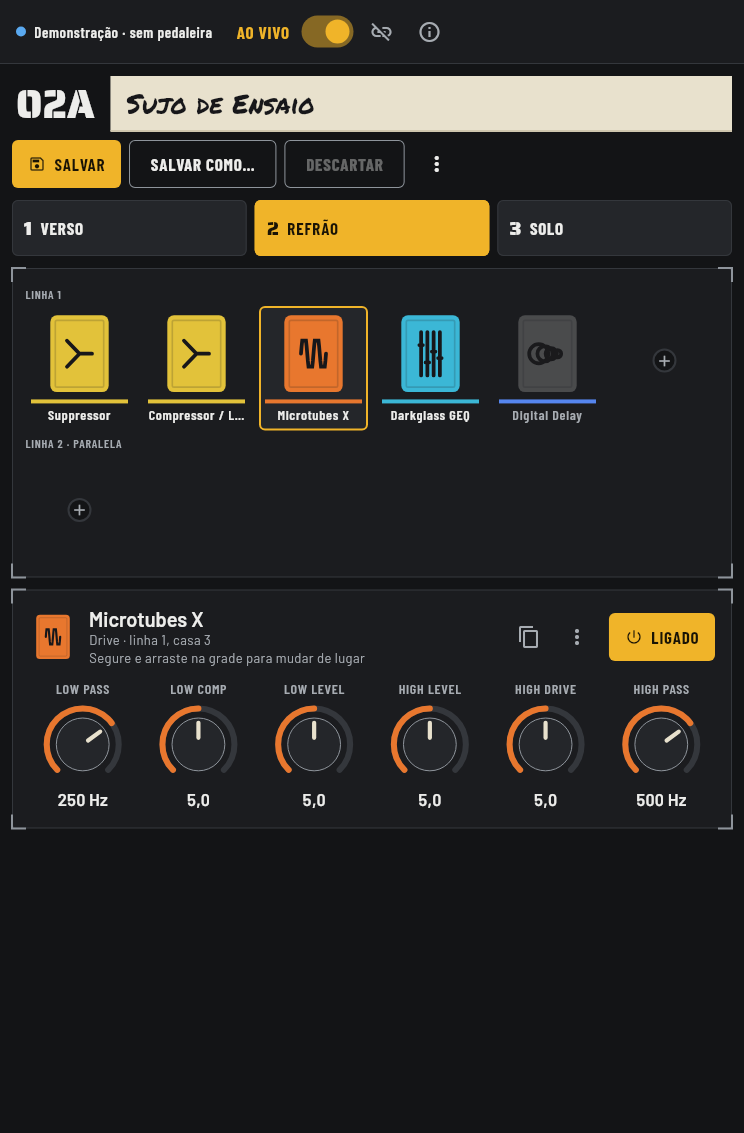 Demonstração · sem pedaleira
AO VIVO
02A
Sujo de Ensaio
SALVAR
SALVAR COMO...
DESCARTAR
1 VERSO
2 REFRÃO
3 SOLO
LINHA 1
Suppressor
Compressor / L...
Microtubes X
Darkglass GEQ
Digital Delay
LINHA 2 · PARALELA
Microtubes X
Drive · linha 1, casa 3
Segure e arraste na grade para mudar de lugar
LIGADO
LOW PASS
LOW COMP
LOW LEVEL
HIGH LEVEL
HIGH DRIVE
HIGH PASS
250 Hz
5,0
5,0
5,0
5,0
500 Hz